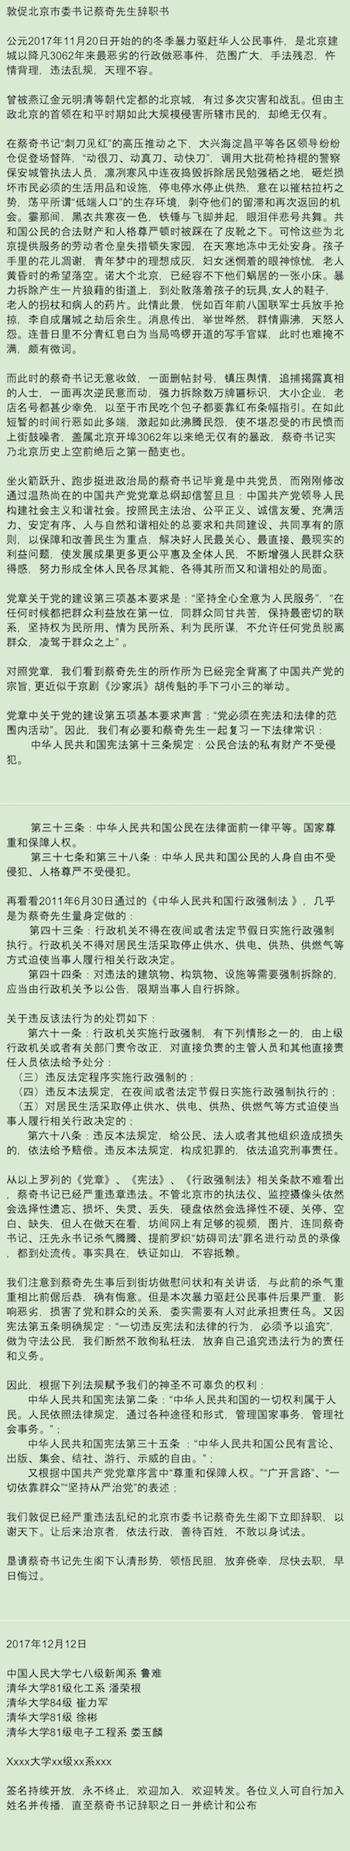 敦促北京市委书记蔡奇先生辞职书
公元2017年11月20日开始的的冬季暴力驱赶华人公民事件，是北京建
城以降凡3062年来最恶劣的行政做恶事件，范围广大，手法残忍，忤
情背理，违法乱规，天理不容。
曾被燕辽金元明清等朝代定都的北京城，有过多次灾害和战乱。但由主
政北京的首领在和平时期如此大规模侵害所辖市民的，却绝无仅有。
在蔡奇书记“刺刀见红”的高压推动之下，大兴海淀昌平等各区领导纷纷
仓促登场督阵，“动很刀、动真刀、动快刀”，调用大批荷枪持棍的警察
保安城管执法人员，凛冽寒风中连夜捣毁拆除居民勉强栖之地，砸烂损
坏市民必须的生活用品和设施，停电停水停止供热，意在以摧枯拉朽之
势，荡平所谓“低端人口”的生存环境，剥夺他们的留滞和再次返回的机
会。霎那间，黑衣共寒夜一色，铁锤与飞脚并起，眼泪伴悲号共舞。共
和国公民的合法财产和人格尊严顿时被踩在了皮靴之下。可怜这些为北
京提供服务的劳动者仓皇失措顿失家园，在天寒地冻中无处安身。孩子
手里的花儿凋谢，青年梦中的理想成灰，妇女迷惘着的眼神惊恍，老人
黄昏时的希望落空。诺大个北京，已经容不下他们蜗居的一张小床。暴
力拆除产生一片狼藉的街道上，到处散落着孩子的玩具,女人的鞋子，
老人的拐杖和病人的药片。此情此景，恍如百年前八国联军士兵放手抢
掠，李自成屠城之劫后余生。消息传出，举世哗然，群情鼎沸，天怒人
怨。连昔日里不分青红皂白为当局鸣锣开道的写手官媒，此时也难掩不
满，颇有微词。
而此时的蔡奇书记无意收敛，一面删帖封号，镇压舆情，追捕揭露真相
的人士，一面再次逆民意而动，强力拆除数万牌匾标识，大小企业，老
店名号都甚少幸免，以至于市民吃个包子都要靠红布条幅指引。在如此
短暂的时间行恶如此多端，激起如此沸腾民怨，使不堪忍受的市民愤而
上街鼓噪者，盖属北京开埠3062年以来绝无仅有的暴政，蔡奇书记实
乃北京历史上空前绝后之第一酷吏也。
坐火箭跃升、跑步挺进政治局的蔡奇书记毕竟是中共党员，而刚刚修改
通过温热尚在的中国共产党党章总纲却信誓旦旦：中国共产党领导人民
构建社会主义和谐社会。按照民主法治、公平正义、诚信友爱、充满活
力、安定有序、人与自然和谐相处的总要求和共同建设、共同享有的原
则，以保障和改善民生为重点，解决好人民最关心、最直接、最现实的
利益问题，使发展成果更多更公平惠及全体人民，不断增强人民群众获
得感，努力形成全体人民各尽其能、各得其所而又和谐相处的局面。
党章关于党的建设第三项基本要求是：“坚持全心全意为人民服务”，“在
任何时候都把群众利益放在第一位，同群众同甘共苦，保持最密切的联
系，坚持权为民所用、情为民所系、利为民所谋，不允许任何党员脱离
群众，凌驾于群众之上”。
对照党章，我们看到蔡奇先生的所作所为已经完全背离了中国共产党的
宗旨，更近似于京剧《沙家浜》胡传魁的手下刁小三的举动。
党章中关于党的建设第五项基本要求声言：“党必须在宪法和法律的范
围内活动”。因此，我们有必要和蔡奇先生一起复习一下法律常识：
中华人民共和国宪法第十三条规定：公民合法的私有财产不受侵
犯。
第三十三条：中华人民共和国公民在法律面前一律平等。国家尊
重和保障人权。
第三十七条和第三十八条：中华人民共和国公民的人身自由不受
侵犯、人格尊严不受侵犯。
再看看2011年6月30日通过的《中华人民共和国行政强制法 》，几乎
是为蔡奇先生量身定做的：
第四十三条：行政机关不得在夜间或者法定节假日实施行政强制
执行。行政机关不得对居民生活采取停止供水、供电、供热、供燃气等
方式迫使当事人履行相关行政决定。
第四十四条：对违法的建筑物、构筑物、设施等需要强制拆除的，
应当由行政机关予以公告，限期当事人自行拆除。
关于违反该法行为的处罚如下：
第六十一条：行政机关实施行政强制，有下列情形之一的，由上级
行政机关或者有关部门责令改正，对直接负责的主管人员和其他直接责
任人员依法给予处分：
（三）违反法定程序实施行政强制的；
（四）违反本法规定，在夜间或者法定节假日实施行政强制执行的；
（五）对居民生活采取停止供水、供电、供热、供燃气等方式迫使当
事人履行相关行政决定的；
第六十八条：违反本法规定，给公民、法人或者其他组织造成损失
的，依法给予赔偿。违反本法规定，构成犯罪的，依法追究刑事责任。
从以上罗列的《党章》、《宪法》、《行政强制法》相关条款不难看出
，蔡奇书记已经严重违章违法。不管北京市的执法仪、监控摄像头依然
会选择性遗忘、损坏、失灵、丢失，硬盘依然会选择性不硬、关停、空
白、缺失，但人在做天在看，坊间网上有足够的视频，图片，连同蔡奇
书记、汪先永书记杀气腾腾、提前罗织“妨碍司法”罪名进行动员的录像
，都到处流传。事实具在，铁证如山，不容抵赖。
我们注意到蔡奇先生事后到街坊做慰问状和有关讲话，与此前的杀气重
重相比前倨后恭，确有悔意。但是本次暴力驱赶公民事件后果严重，影
响恶劣，损害了党和群众的关系，委实需要有人对此承担责任鸟。又因
宪法第五条明确规定：“一切违反宪法和法律的行为，必须予以追究”，
做为守法公民，我们断然不敢徇私枉法，放弃自己追究违法行为的责任
和义务。
因此，根据下列法规赋予我们的神圣不可辜负的权利：
中华人民共和国宪法第二条：“中华人民共和国的一切权利属于人
民。人民依照法律规定，通过各种途径和形式，管理国家事务，管理社
会事务。”；
中华人民共和国宪法第三十五条 ：“中华人民共和国公民有言论、
出版、集会、结社、游行、示威的自由。”；
又根据中国共产党党章序言中“尊重和保障人权。”“广开言路”、“一
切依靠群众”“坚持从严治党”的表述；
我们敦促已经严重违法乱纪的北京市委书记蔡奇先生阁下立即辞职，以
谢天下。让后来治京者，依法行政，善待百姓，不敢以身试法。
恳请蔡奇书记先生阁下认清形势，领悟民胆，放弃侥幸，尽快去职，早
日悔过。
2017年12月12日
中国人民大学七八级新闻系 鲁难
清华大学81级化工系 潘荣根
清华大学84级 崔力军
清华大学81级 徐彬
清华大学81级电子工程系 娄玉麟
Xxxx大学xx级xx系xxx
签名持续开放，永不终止，欢迎加入，欢迎转发。各位义人可自行加入
姓名并传播，直至蔡奇书记辞职之日一并统计和公布